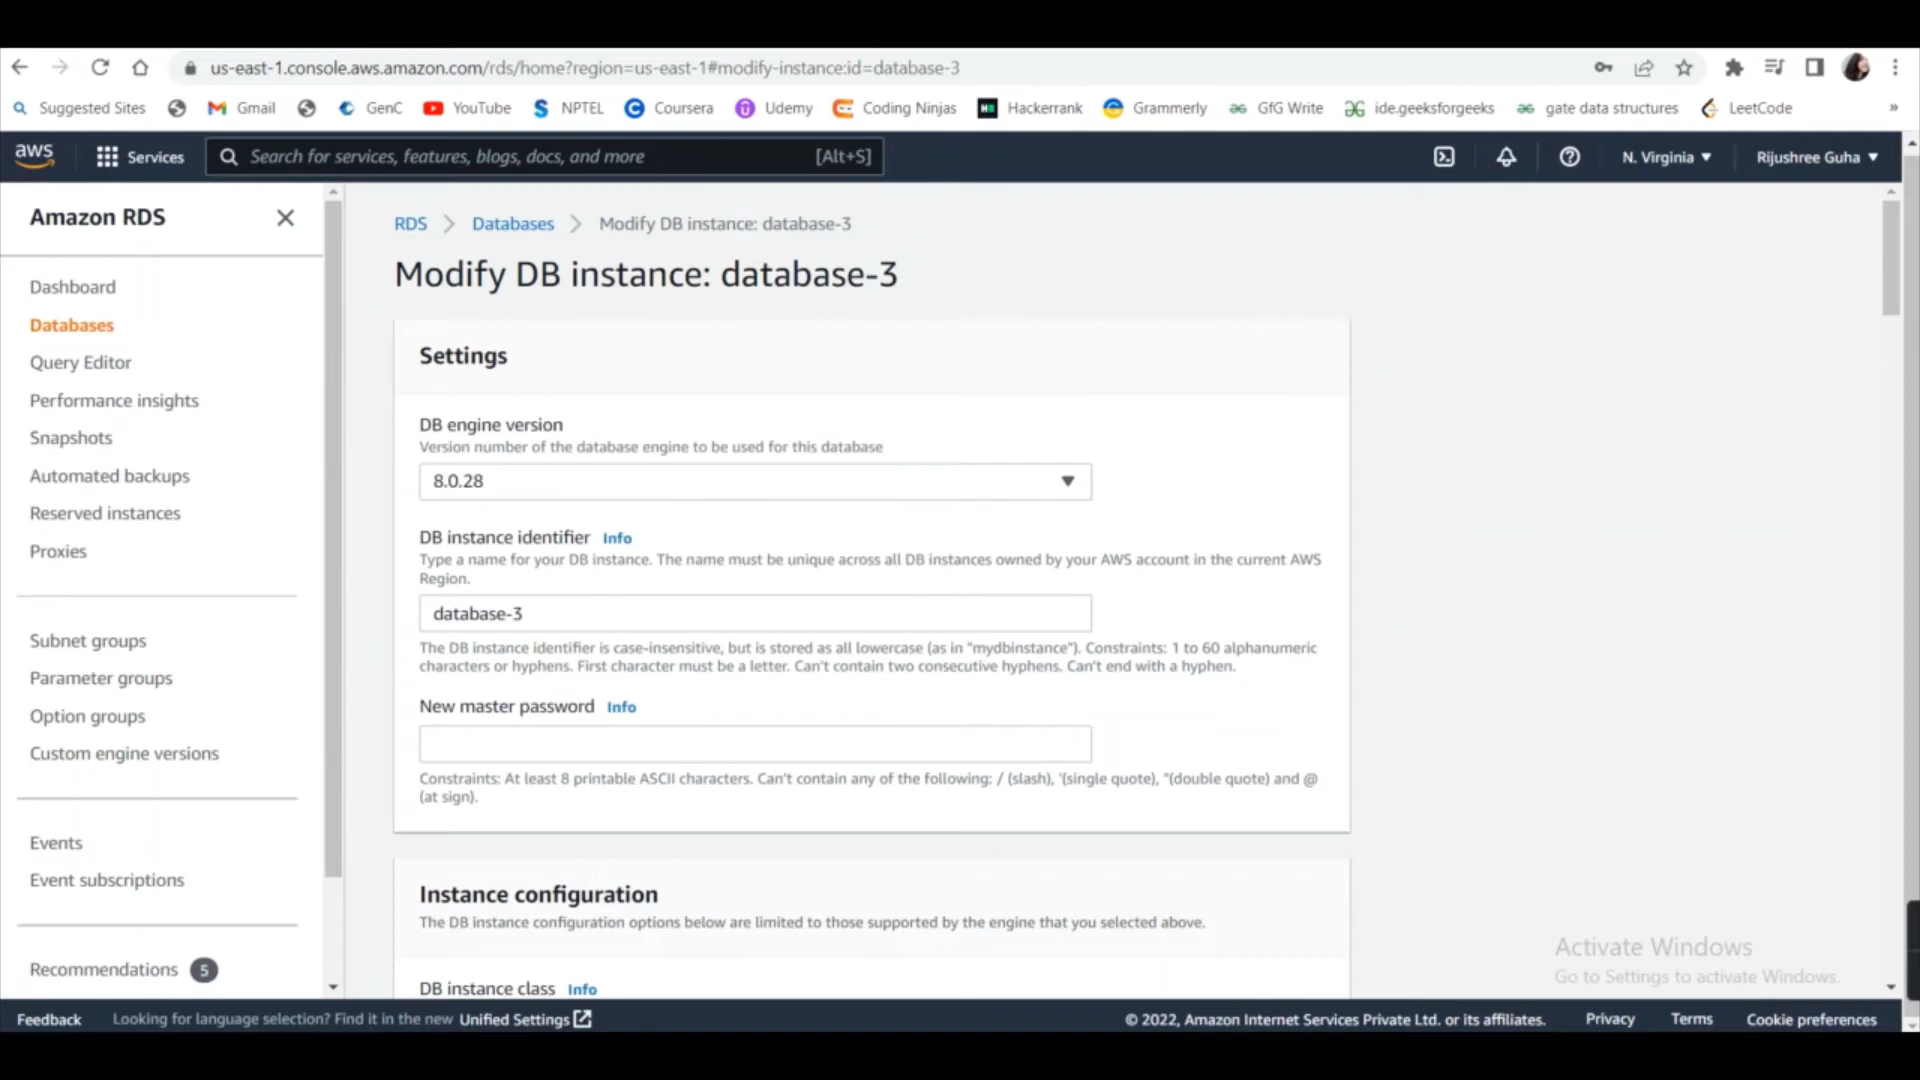 us-east-1.console.aws.amazon.com/rds/home?region=us-east-1#modify-instance:id=database-3
Suggested Sites Gmail GenC YouTube NPTEL Coursera Udemy Coding Ninjas Hackerrank Grammerly GfG Write ide.geeksforgeeks gate data structures LeetCode »
aws Services Search for services, features, blogs, docs, and more [Alt+S] N. Virginia ▼ Rijushree Guha ▼
Amazon RDS
Dashboard
Databases
Query Editor
Performance insights
Snapshots
Automated backups
Reserved instances
Proxies
Subnet groups
Parameter groups
Option groups
Custom engine versions
Events
Event subscriptions
Recommendations 5
RDS > Databases > Modify DB instance: database-3
Modify DB instance: database-3
Settings
DB engine version
Version number of the database engine to be used for this database
8.0.28
DB instance identifier Info
Type a name for your DB instance. The name must be unique across all DB instances owned by your AWS account in the current AWS
Region.
database-3
The DB instance identifier is case-insensitive, but is stored as all lowercase (as in "mydbinstance"). Constraints: 1 to 60 alphanumeric
characters or hyphens. First character must be a letter. Can't contain two consecutive hyphens. Can't end with a hyphen.
New master password Info
Constraints: At least 8 printable ASCII characters. Can't contain any of the following: / (slash), '(single quote), "(double quote) and @
(at sign).
Instance configuration
The DB instance configuration options below are limited to those supported by the engine that you selected above.
DB instance class Info
Activate Windows
Go to Settings to activate Windows.
Feedback Looking for language selection? Find it in the new Unified Settings © 2022, Amazon Internet Services Private Ltd. or its affiliates. Privacy Terms Cookie preferences